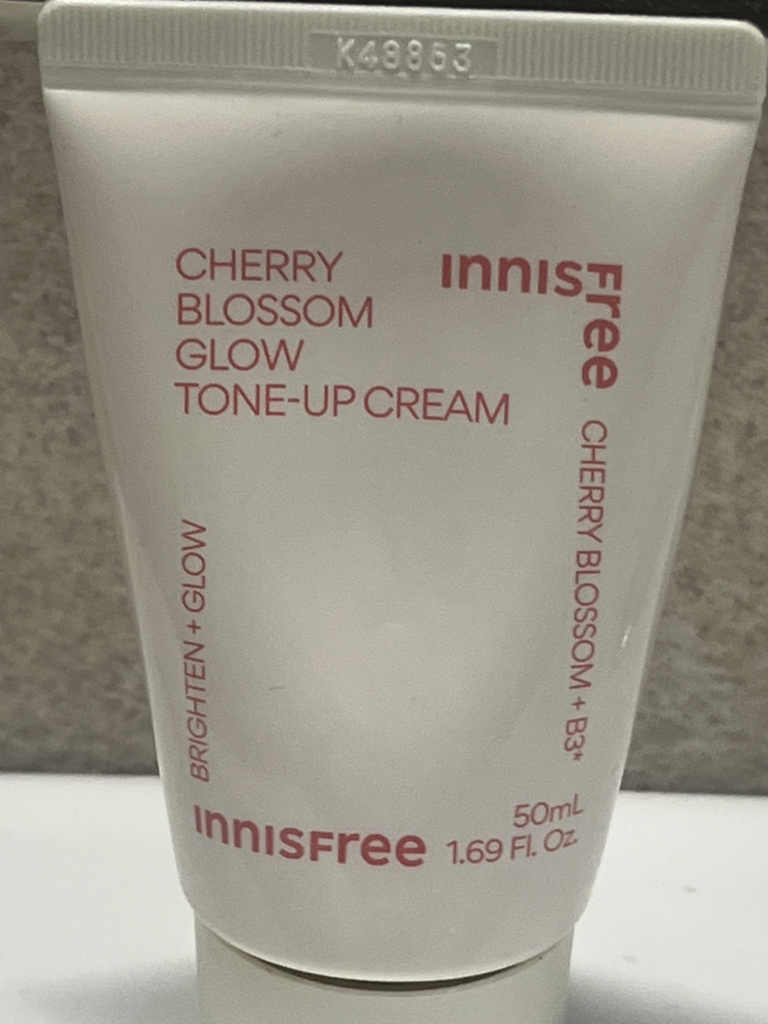 K48863
CHERRY
BLOSSOM
GLOW
TONE-UP CREAM
INNISFree
CHERRY BLOSSOM + B3*
BRIGHTEN + GLOW
INNISFree
50mL
1.69 Fl. Oz.